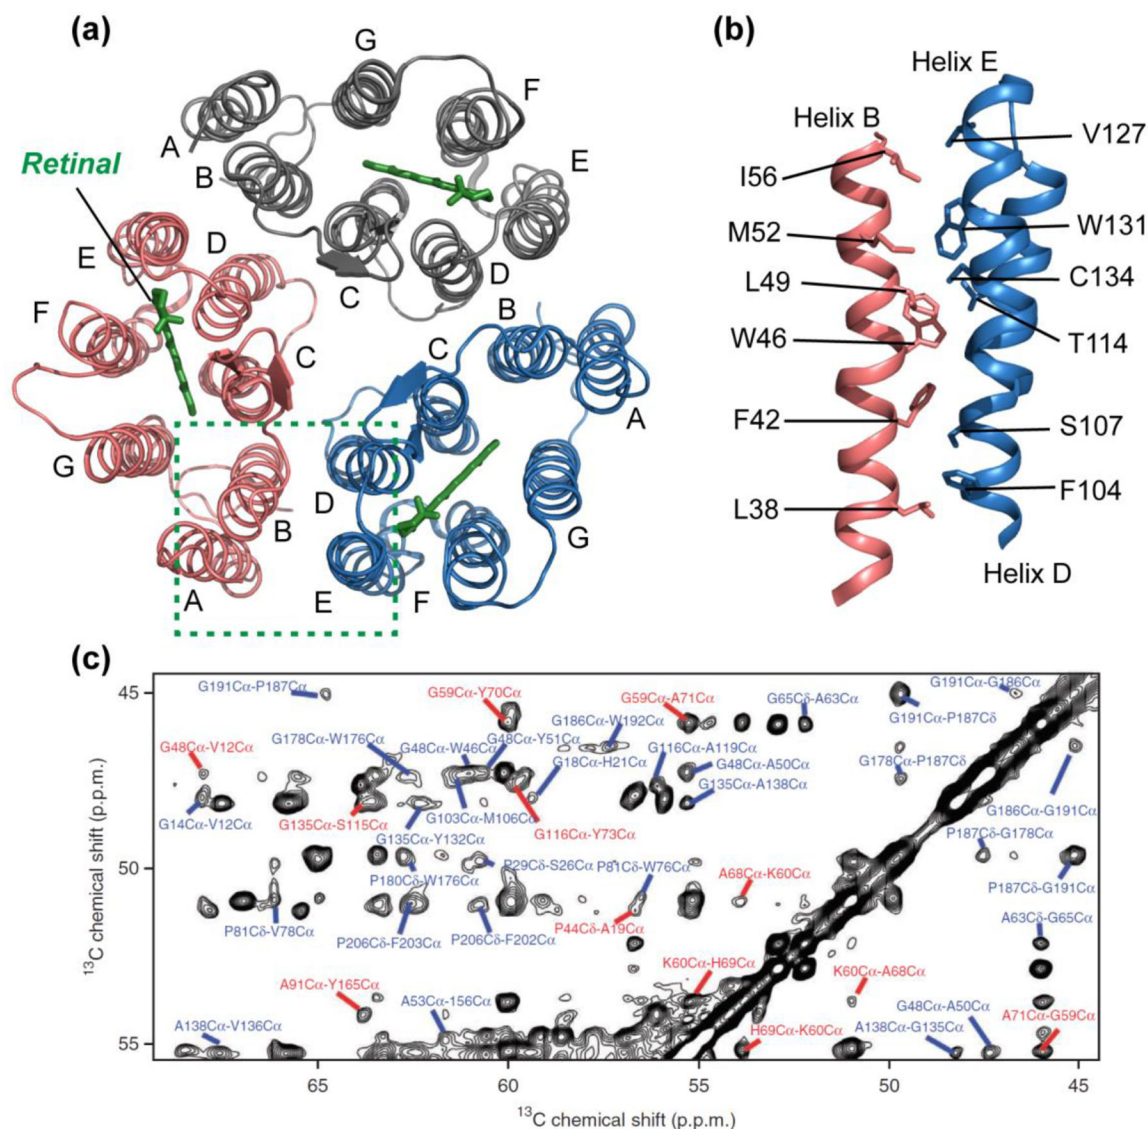 (a)
G
F
A
B
E
C
D
Retinal
E
D
F
C
G
B
A
B
C
A
D
G
E
F
(b)
Helix E
Helix B
V127
I56
W131
M52
C134
L49
W46
T114
F42
S107
F104
L38
Helix D
(c)
45
50
55
13C chemical shift (p.p.m.)
G191Cα-P187Cα
G59Cα-Y70Cα
G59Cα-A71Cα
G65Cδ-A63Cα
G191Cα-G186Cα
G186Cα-W192Cα
G191Cα-P187Cδ
G48Cα-V12Cα
G178Cα-W176Cα
G48Cα-W46Cα
G48Cα-Y51Cα
G18Cα-H21Cα
G116Cα-A119Cα
G48Cα-A50Cα
G178Cα-P187Cδ
G135Cα-A138Cα
G186Cα-G191Cα
G14Cα-V12Cα
G135Cα-S115Cα
G103Cα-M106Cα
G116Cα-Y73Cα
G135Cα-Y132Cα
P187Cδ-G178Cα
P29Cδ-S26Cα
P81Cδ-W76Cα
A68Cα-K60Cα
P180Cδ-W176Cα
P187Cδ-G191Cα
P81Cδ-V78Cα
P206Cδ-F203Cα
P206Cδ-F202Cα
P44Cδ-A19Cα
A63Cδ-G65Cα
K60Cα-H69Cα
K60Cα-A68Cα
A91Cα-Y165Cα
A53Cα-156Cα
G48Cα-A50Cα
A71Cα-G59Cα
A138Cα-V136Cα
H69Cα-K60Cα
A138Cα-G135Cα
65
60
55
50
45
13C chemical shift (p.p.m.)